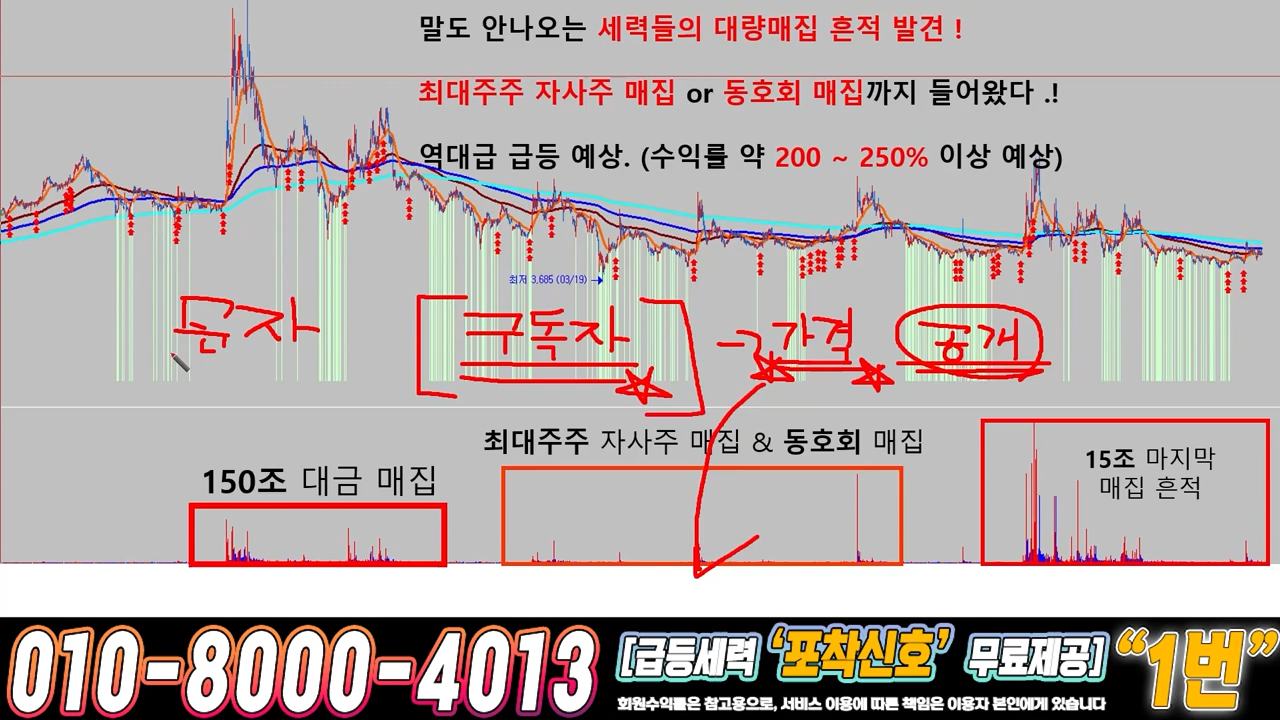 말도 안나오는 세력들의 대량매집 흔적 발견 !
최대주주 자사주 매집 or 동호회 매집까지 들어왔다 .!
역대급 급등 예상. (수익률 약 200 ~ 250% 이상 예상)
최저 3,685 (03/19)
문자
구독자
가격
공개
최대주주 자사주 매집 & 동호회 매집
150조 대금 매집
15조 마지막
매집 흔적
010-8000-4013
[급등세력 '포착신호' 무료제공] "1번"
회원수익률은 참고용으로, 서비스 이용에 따른 책임은 이용자 본인에게 있습니다